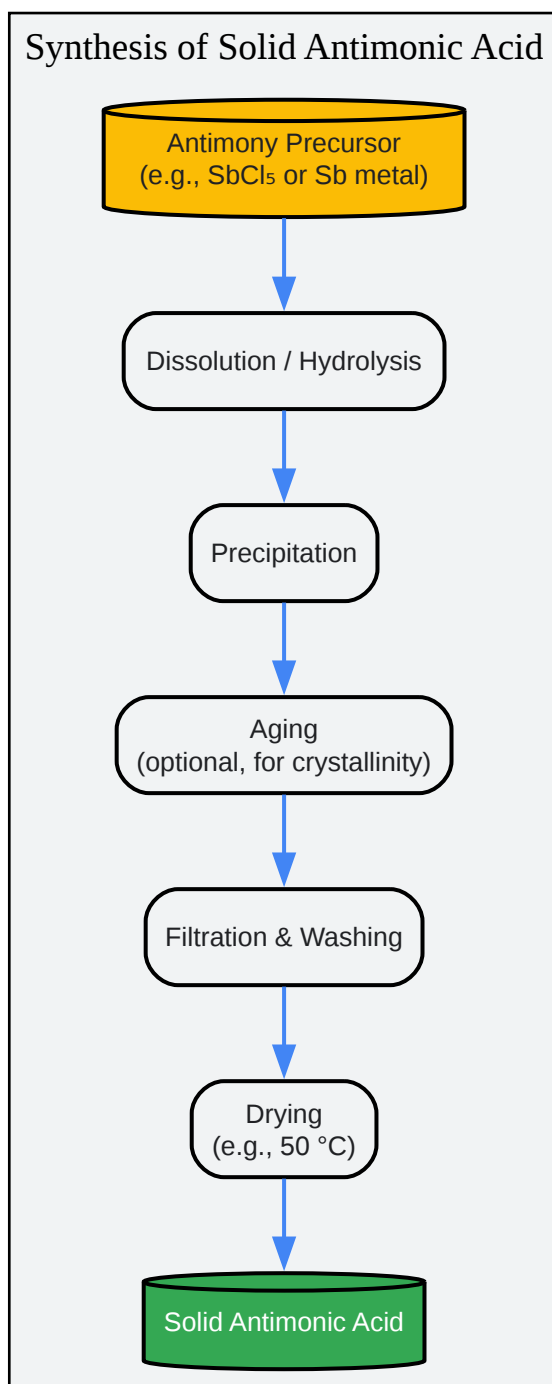 Synthesis of Solid Antimonic Acid
Antimony Precursor
(e.g., SbCl₅ or Sb metal)
Dissolution / Hydrolysis
Precipitation
Aging
(optional, for crystallinity)
Filtration & Washing
Drying
(e.g., 50 °C)
Solid Antimonic Acid